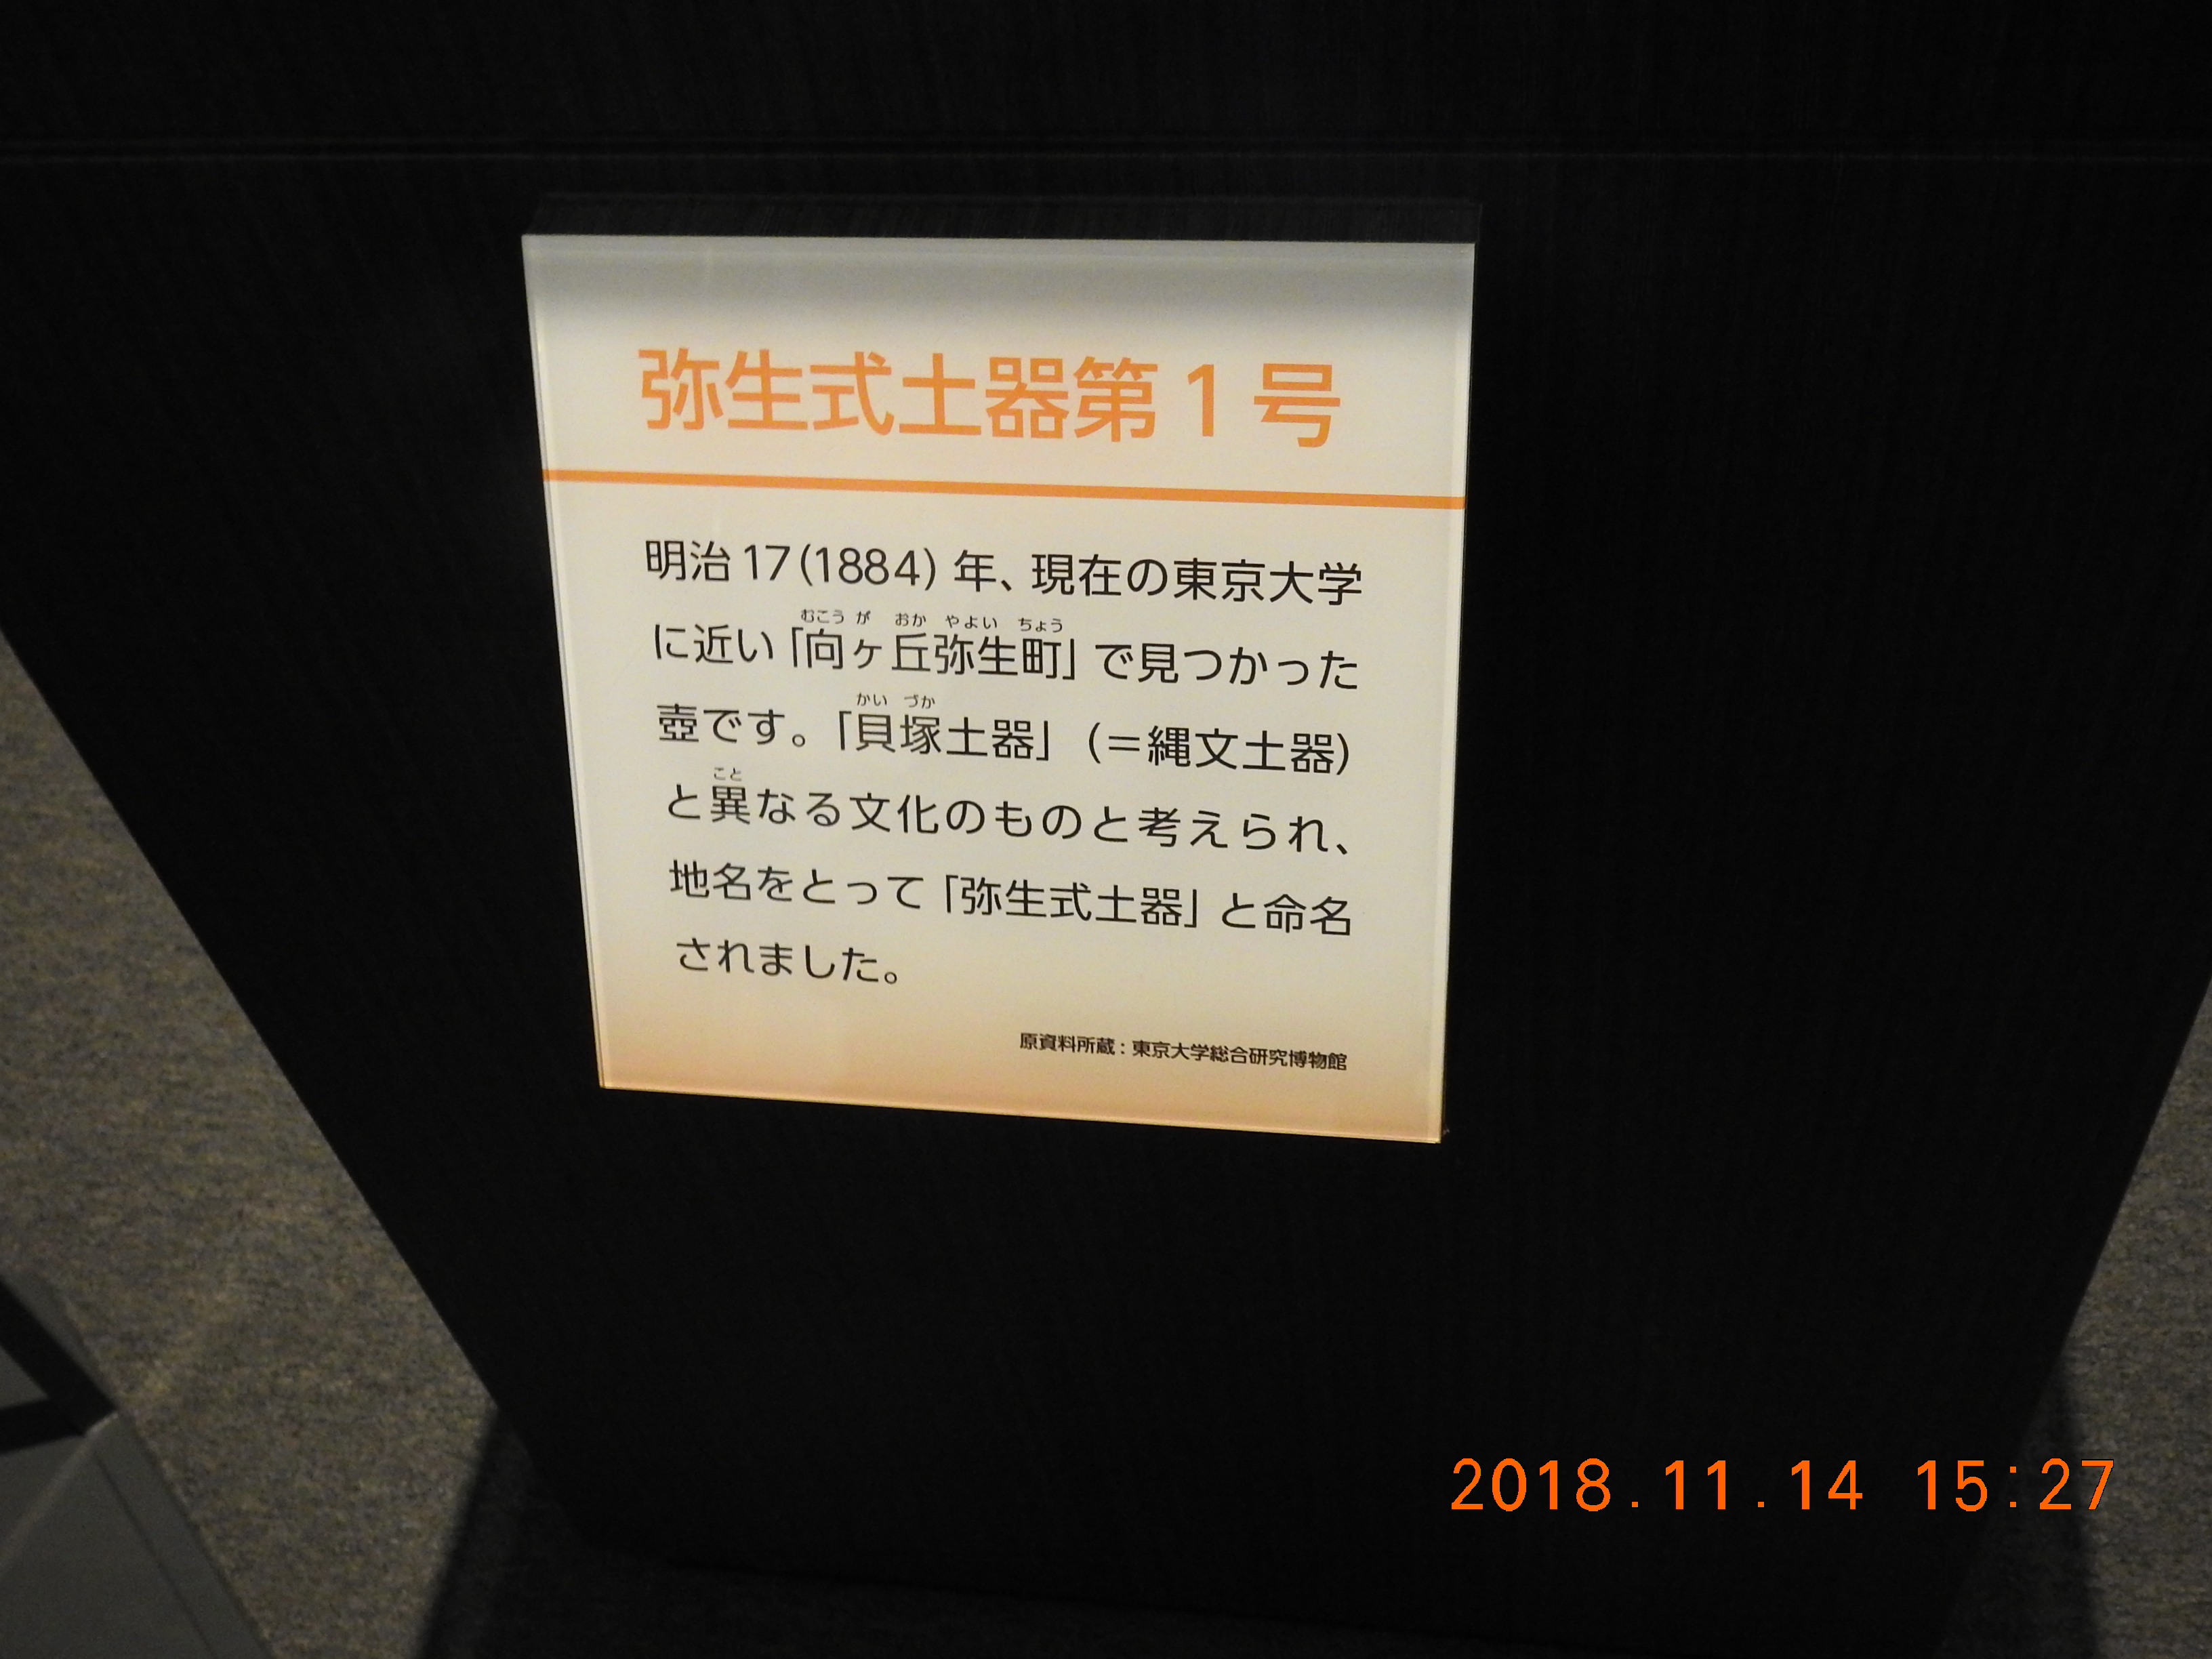 弥生式土器第1号
明治17(1884)年、現在の東京大学
むこう が おか やよい ちょう
に近い「向ヶ丘弥生町」で見つかった
かい づか
壺です。「貝塚土器」(＝縄文土器)
こと
と異なる文化のものと考えられ、
地名をとって「弥生式土器」と命名
されました。
原資料所蔵：東京大学総合研究博物館
2018.11.14 15:27